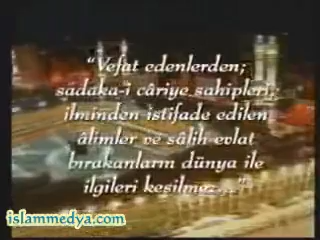 “Vefat edenlerden;
sadaka-i câriye sahipleri,
ilminden istifade edilen
âlimler ve sâlih evlat
bırakanların dünya ile
ilgileri kesilmez...”
islammedya.com